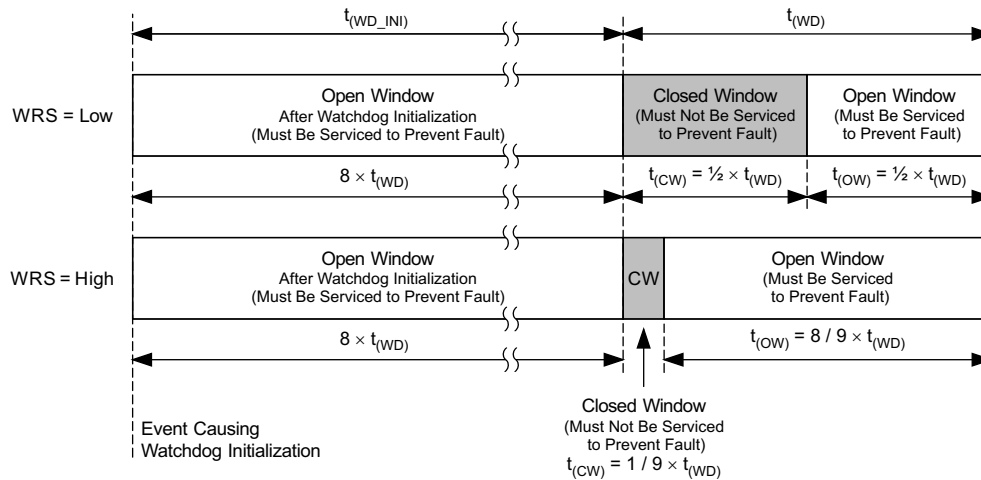 t(WD_INI)
t(WD)
WRS = Low
Open Window
After Watchdog Initialization
(Must Be Serviced to Prevent Fault)
Closed Window
(Must Not Be Serviced
to Prevent Fault)
Open Window
(Must Be Serviced
to Prevent Fault)
8 × t(WD)
t(CW) = ½ × t(WD)
t(OW) = ½ × t(WD)
WRS = High
Open Window
After Watchdog Initialization
(Must Be Serviced to Prevent Fault)
CW
Open Window
(Must Be Serviced
to Prevent Fault)
8 × t(WD)
t(OW) = 8 / 9 × t(WD)
Event Causing
Watchdog Initialization
Closed Window
(Must Not Be Serviced
to Prevent Fault)
t(CW) = 1 / 9 × t(WD)